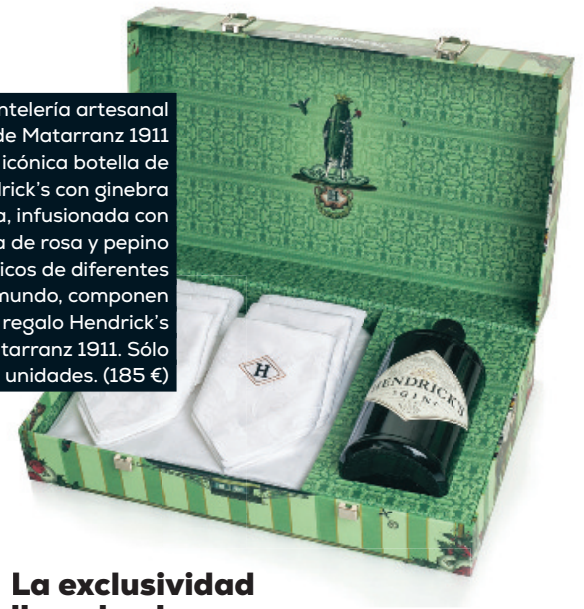 ntelería artesanal
de Matarranz 1911
icónica botella de
drick's con ginebra
a, infusionada con
a de rosa y pepino
icos de diferentes
mundo, componen
regalo Hendrick's
tarranz 1911. Sólo
unidades. (185 €)
H
H
HENDRICK'S
GIN
La exclusividad